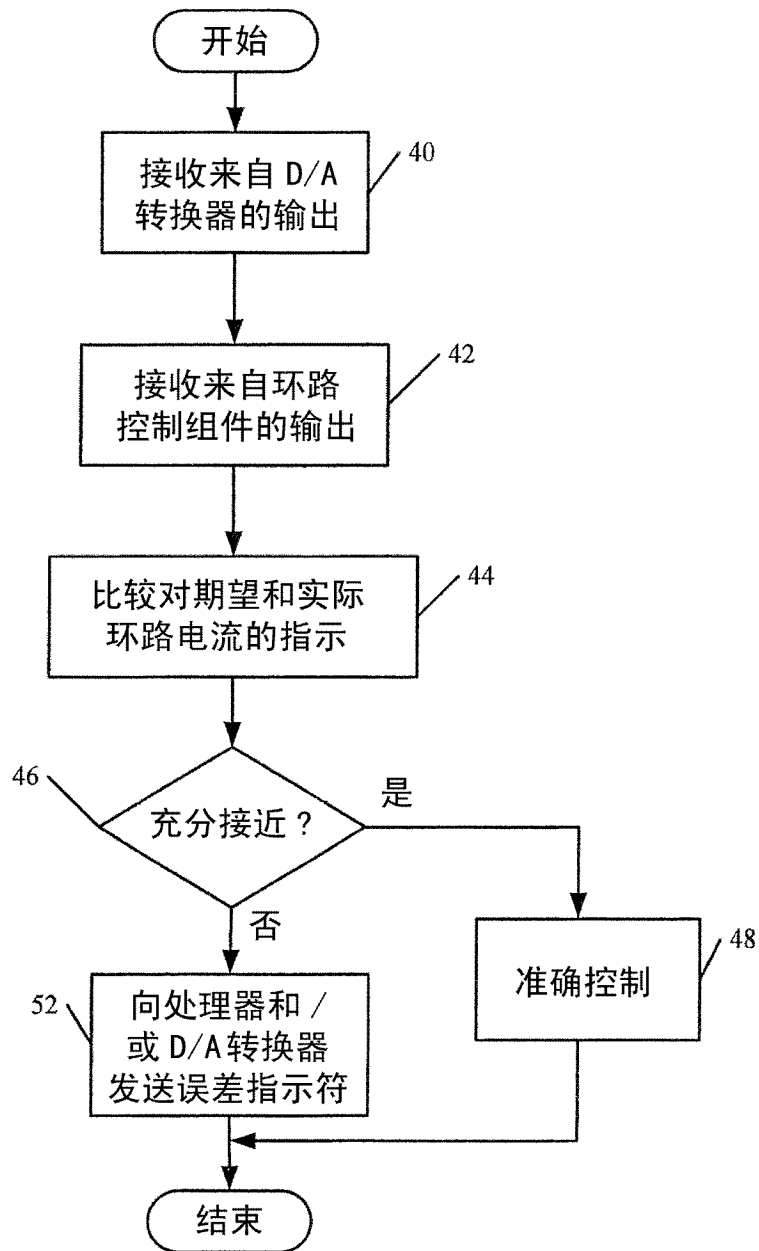 开始
接收来自 D/A
转换器的输出
40
接收来自环路
控制组件的输出
42
比较对期望和实际
环路电流的指示
44
46
充分接近？
是
否
准确控制
48
52
向处理器和 /
或 D/A 转换器
发送误差指示符
结束